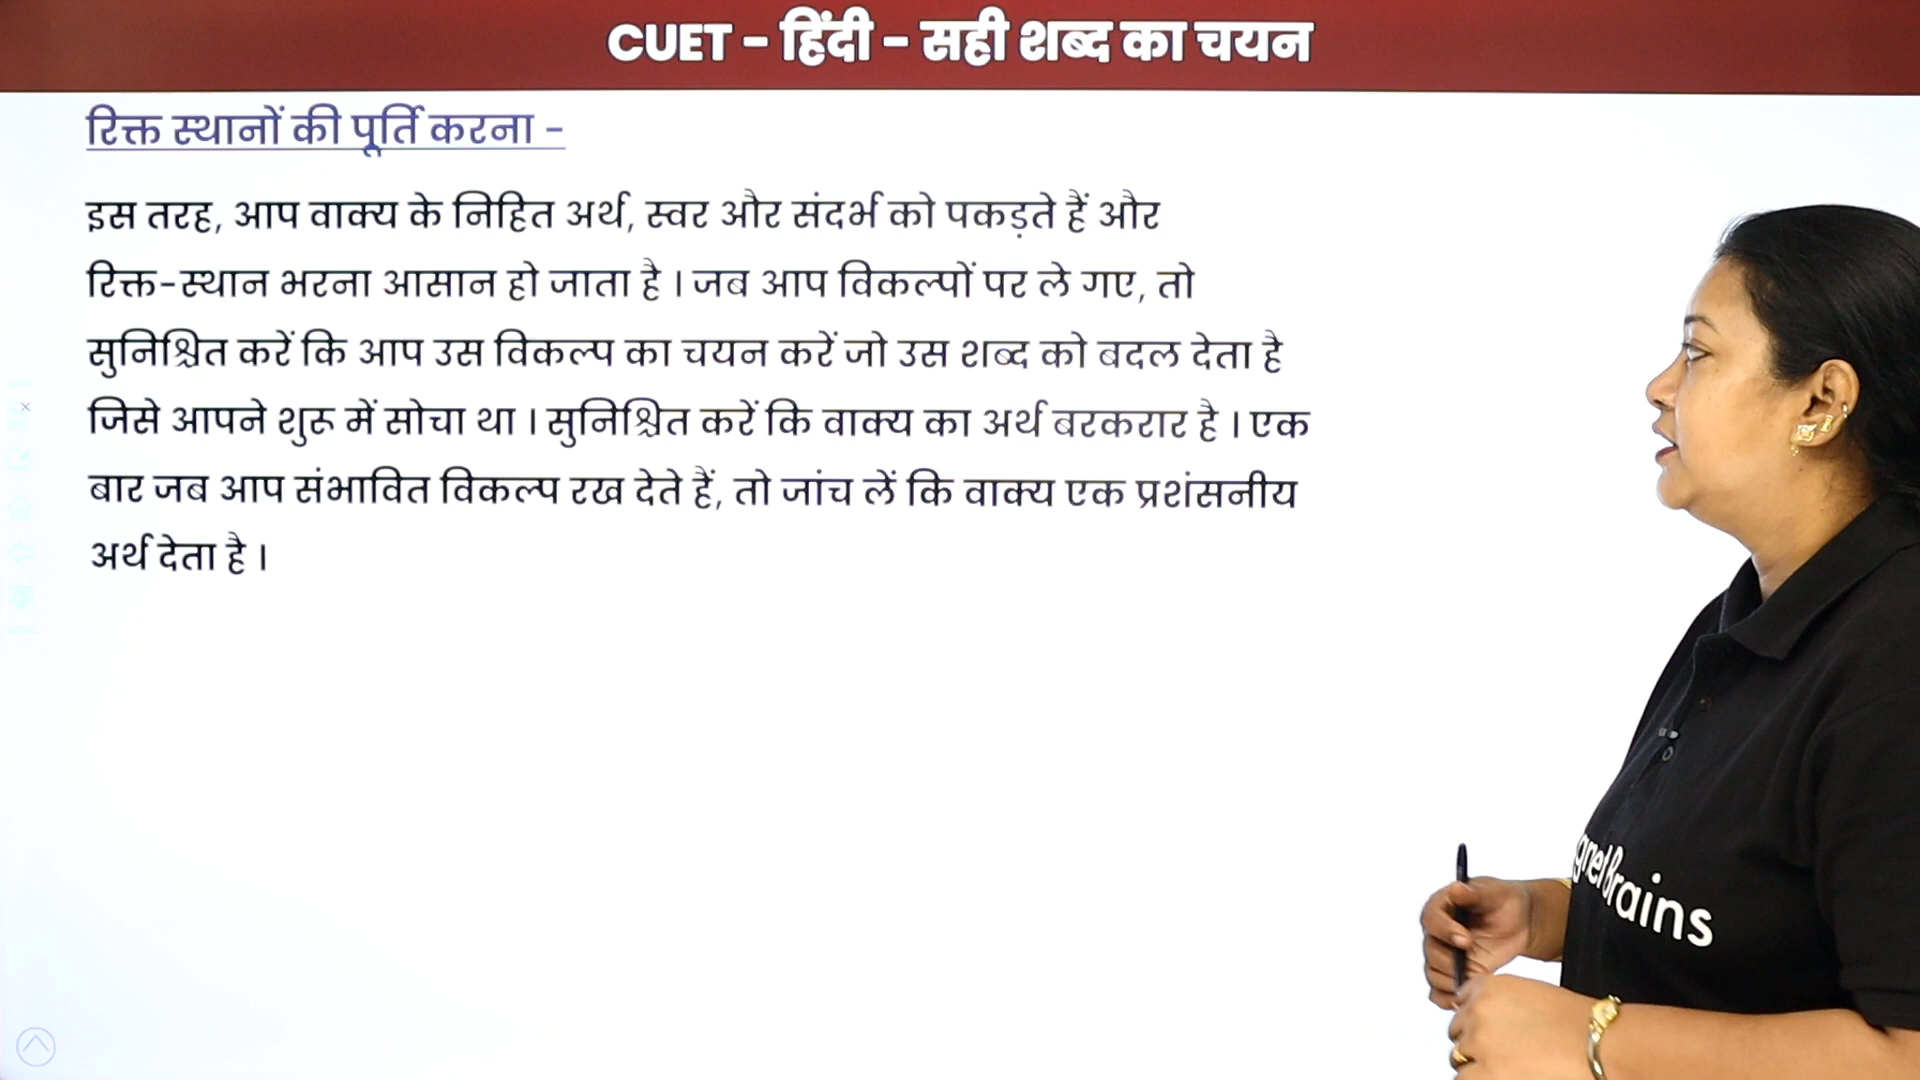 CUET - हिंदी - सही शब्द का चयन
रिक्त स्थानों की पूर्ति करना -
इस तरह, आप वाक्य के निहित अर्थ, स्वर और संदर्भ को पकड़ते हैं और
रिक्त-स्थान भरना आसान हो जाता है । जब आप विकल्पों पर ले गए, तो
सुनिश्चित करें कि आप उस विकल्प का चयन करें जो उस शब्द को बदल देता है
जिसे आपने शुरू में सोचा था । सुनिश्चित करें कि वाक्य का अर्थ बरकरार है । एक
बार जब आप संभावित विकल्प रख देते हैं, तो जांच लें कि वाक्य एक प्रशंसनीय
अर्थ देता है ।
gnetBrains